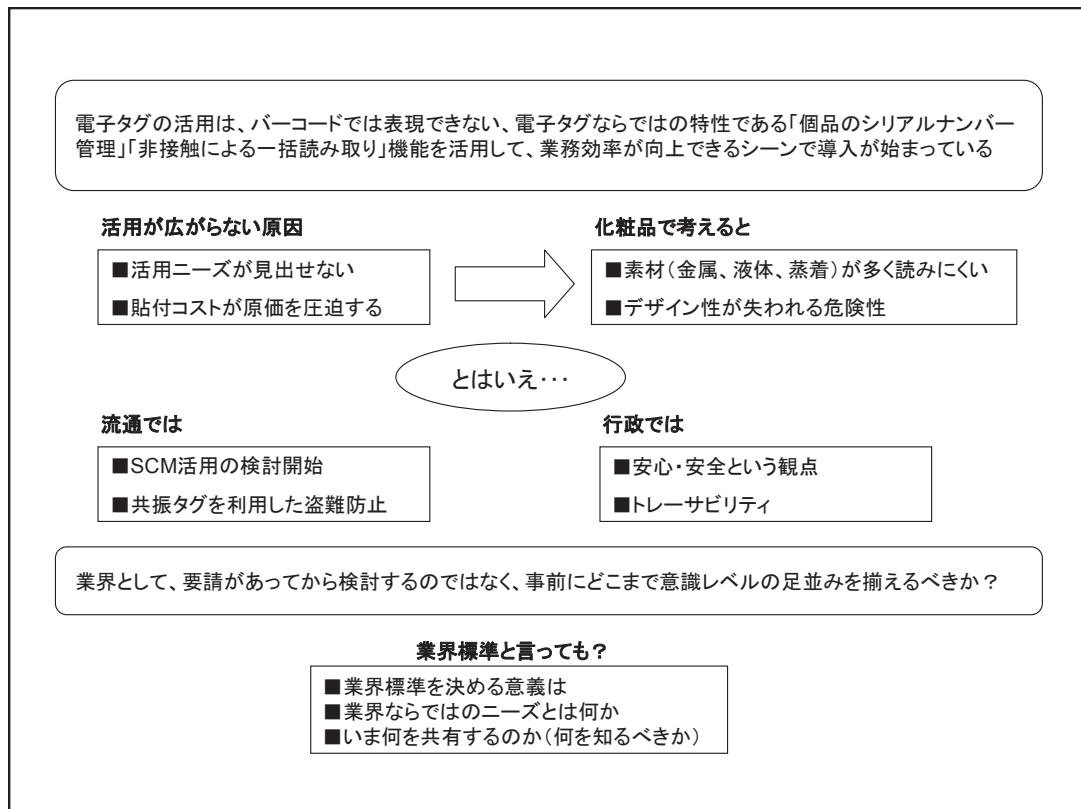 電子タグの活用は、バーコードでは表現できない、電子タグならではの特性である「個品のシリアルナンバー
管理」「非接触による一括読み取り」機能を活用して、業務効率が向上できるシーンで導入が始まっている
活用が広がらない原因
■活用ニーズが見出せない
■貼付コストが原価を圧迫する
化粧品で考えると
■素材（金属、液体、蒸着）が多く読みにくい
■デザイン性が失われる危険性
とはいえ･･･
流通では
■SCM活用の検討開始
■共振タグを利用した盗難防止
行政では
■安心・安全という観点
■トレーサビリティ
業界として、要請があってから検討するのではなく、事前にどこまで意識レベルの足並みを揃えるべきか？
業界標準と言っても？
■業界標準を決める意義は
■業界ならではのニーズとは何か
■いま何を共有するのか（何を知るべきか）